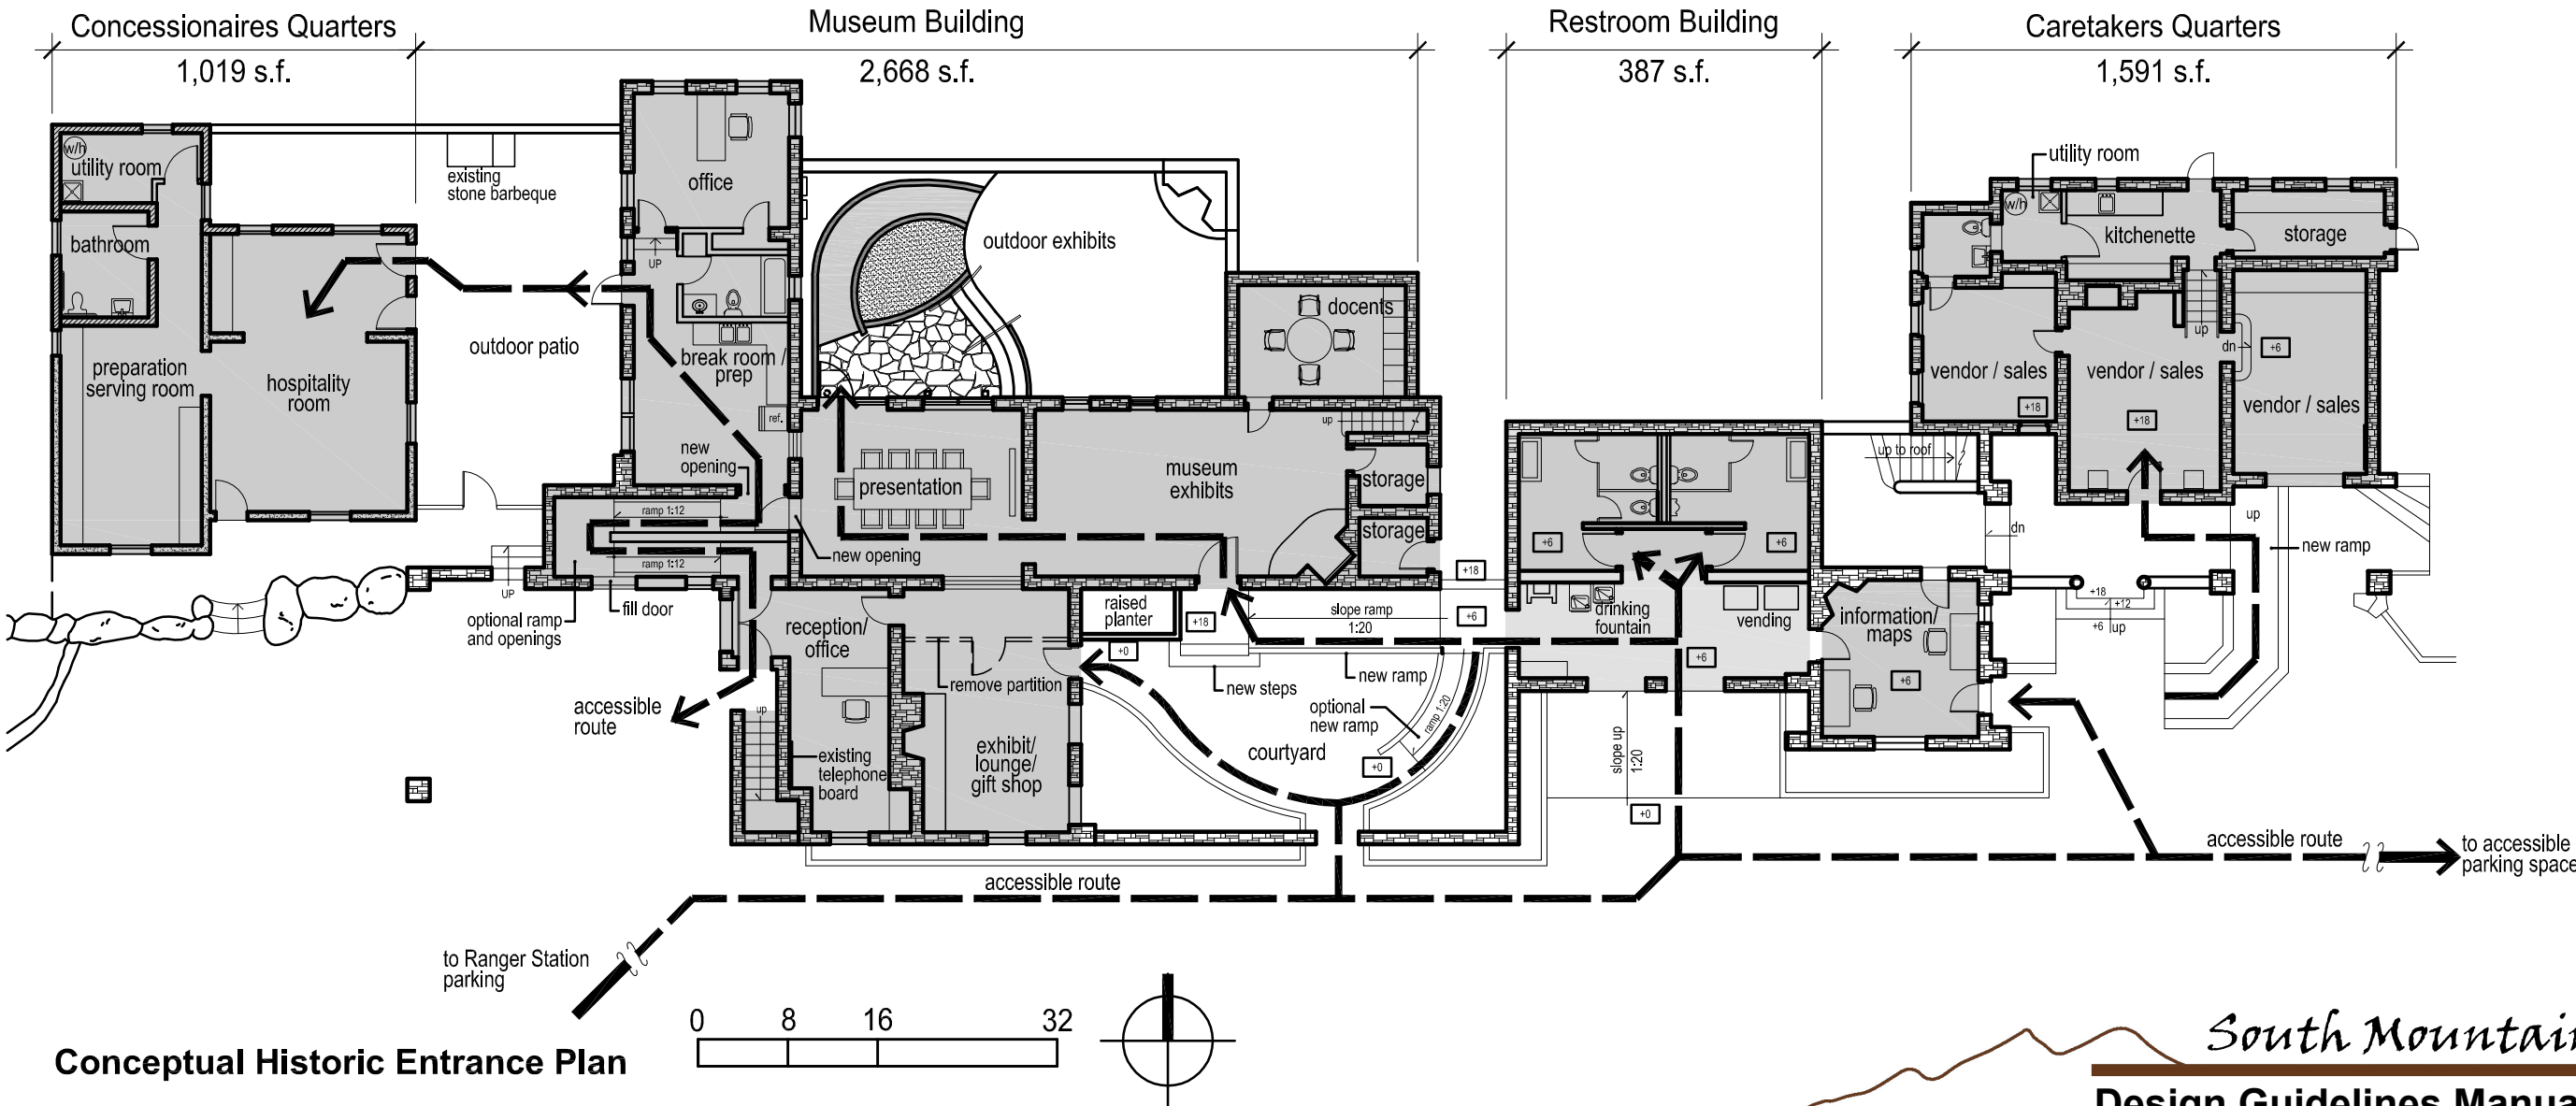 Concessionaires Quarters
1,019 s.f.
Museum Building
2,668 s.f.
Restroom Building
387 s.f.
Caretakers Quarters
1,591 s.f.
w/h
utility room
bathroom
preparation
serving room
hospitality
room
existing
stone barbeque
outdoor patio
office
UP
break room /
prep
ref.
new
opening
ramp 1:12
ramp 1:12
new opening
UP
optional ramp
and openings
fill door
accessible
route
outdoor exhibits
docents
presentation
museum
exhibits
up
storage
storage
reception/
office
up
existing
telephone
board
remove partition
exhibit/
lounge/
gift shop
raised
planter
+18
+0
slope ramp
1:20
new steps
new ramp
optional
new ramp
ramp 1:20
courtyard
+0
+18
+6
+6
+6
drinking
fountain
vending
+6
slope up
1:20
+0
information/
maps
+6
up to roof
dn
utility room
w/h
kitchenette
storage
vendor / sales
+18
vendor / sales
+18
up
dn
+6
vendor / sales
up
new ramp
+18
+12
+6
up
accessible route
accessible route
to accessible
parking space
to Ranger Station
parking
0
8
16
32
Conceptual Historic Entrance Plan
South Mountain
Design Guidelines Manua